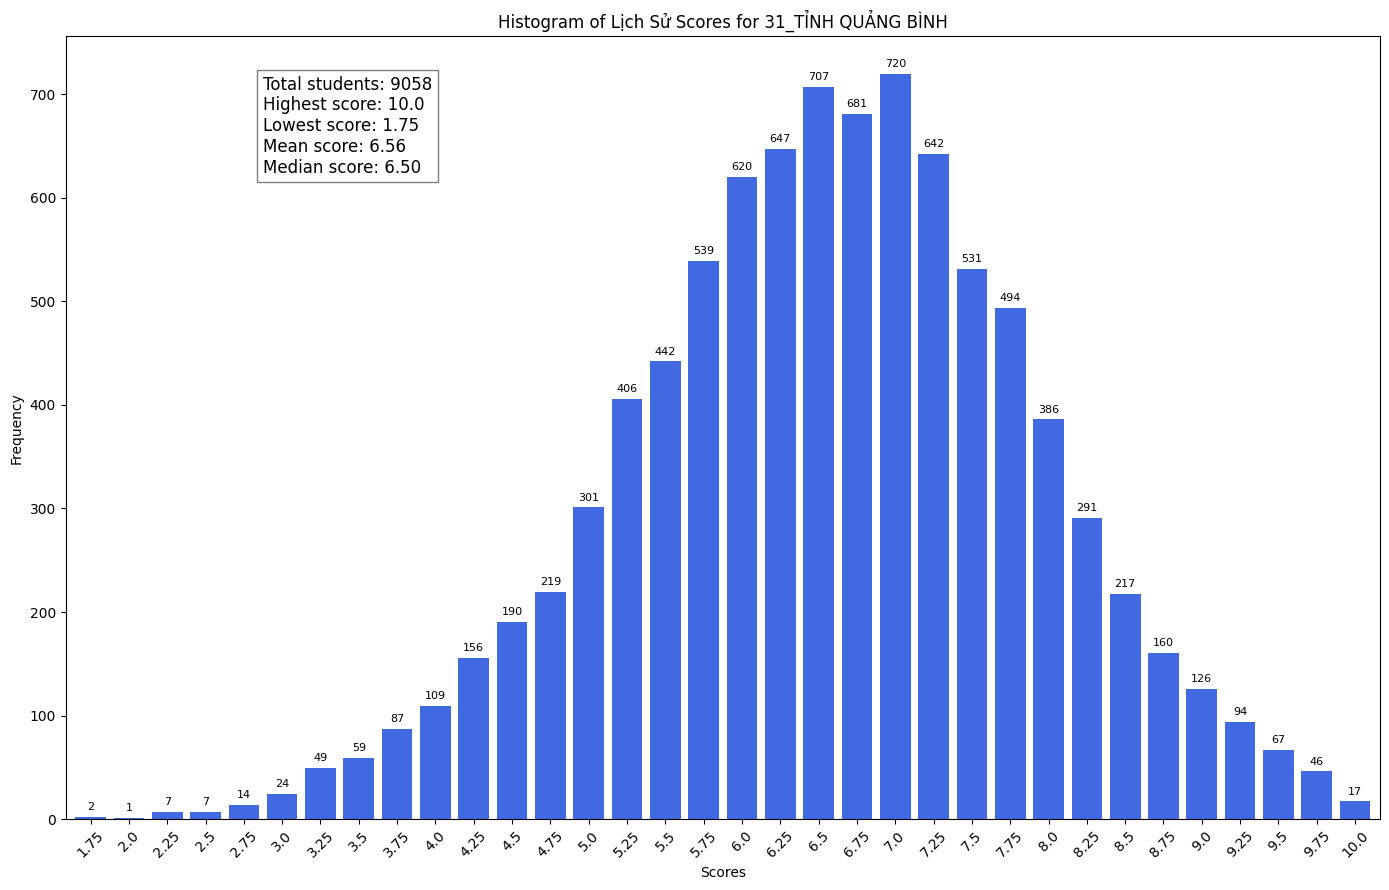 Histogram of Lịch Sử Scores for 31_TỈNH QUẢNG BÌNH
Total students: 9058
Highest score: 10.0
Lowest score: 1.75
Mean score: 6.56
Median score: 6.50
Frequency
700
600
500
400
300
200
100
0
2 1 7 7 14 24 49 59 87 109 156 190 219 301 406 442 539 620 647 707 681 720 642 531 494 386 291 217 160 126 94 67 46 17
1.75 2.0 2.25 2.5 2.75 3.0 3.25 3.5 3.75 4.0 4.25 4.5 4.75 5.0 5.25 5.5 5.75 6.0 6.25 6.5 6.75 7.0 7.25 7.5 7.75 8.0 8.25 8.5 8.75 9.0 9.25 9.5 9.75 10.0
Scores